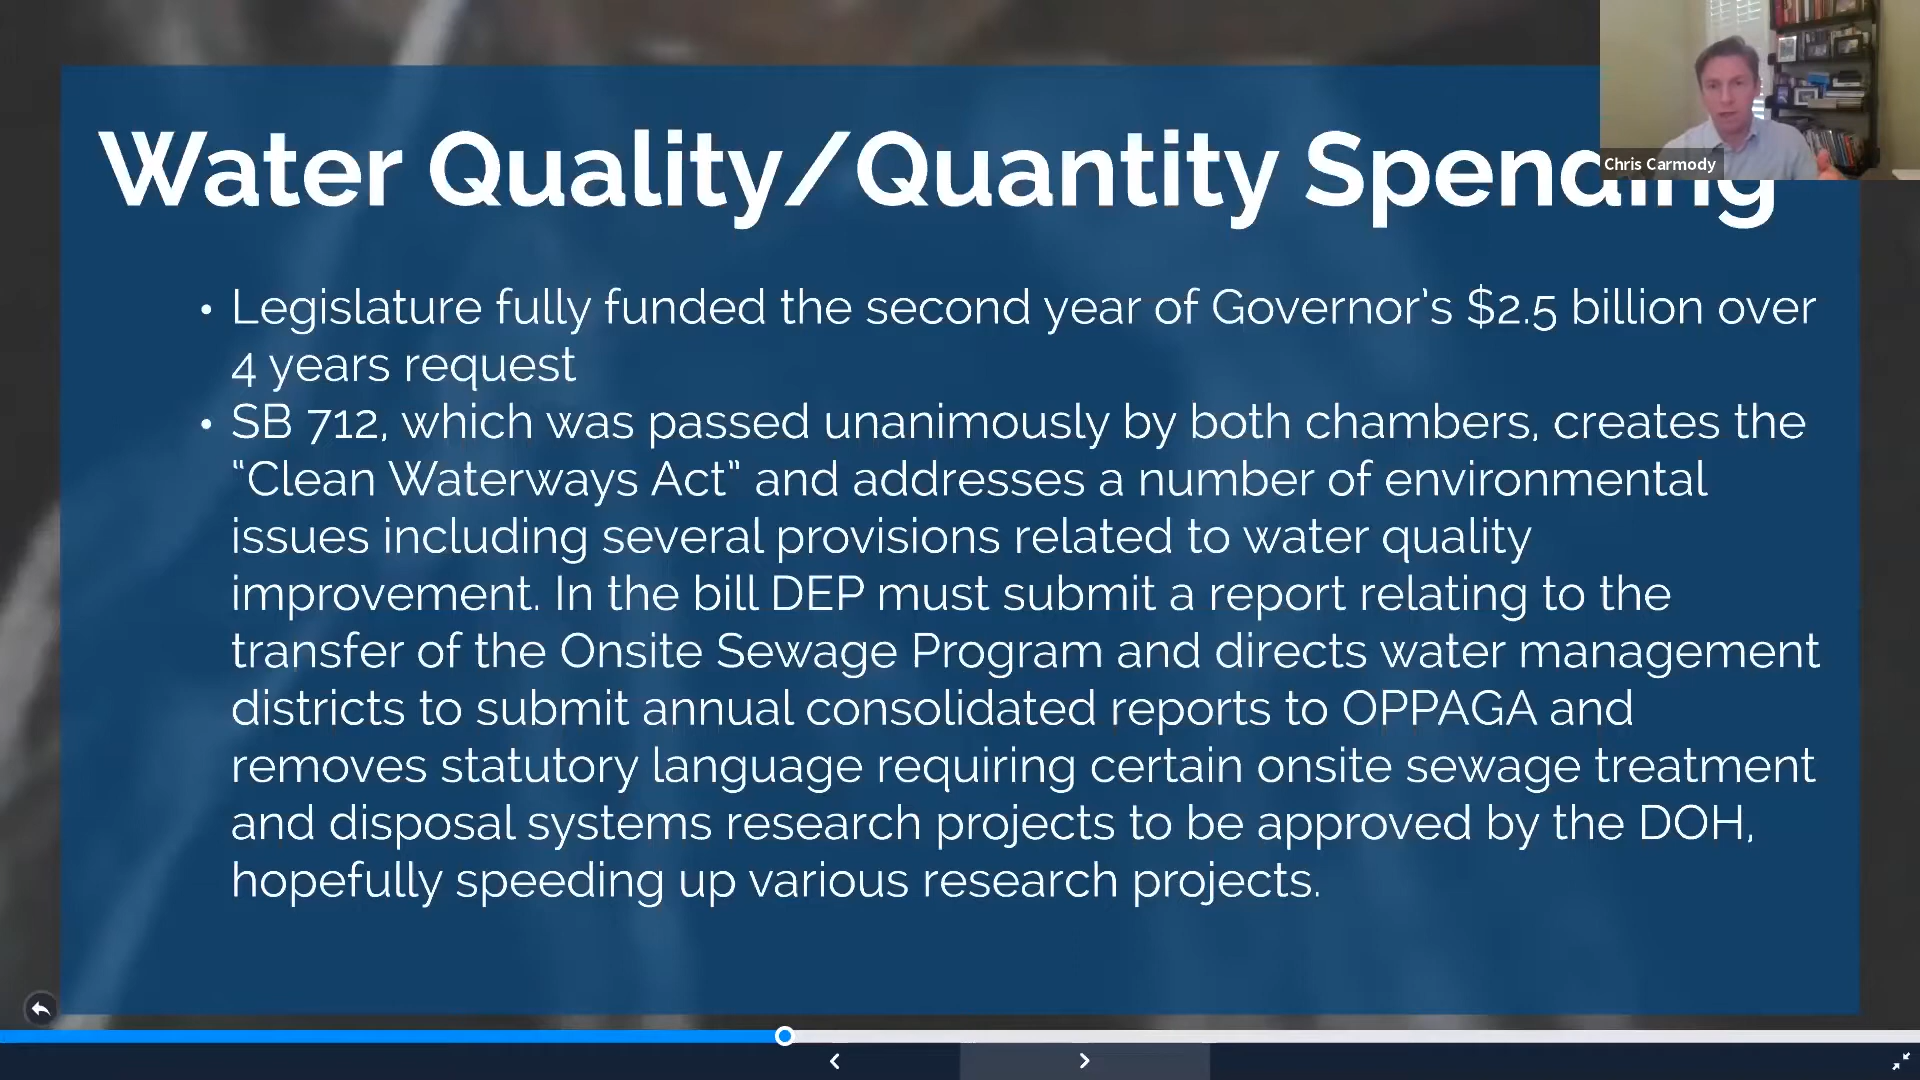 Chris Carmody
Water Quality/Quantity Spending
• Legislature fully funded the second year of Governor's $2.5 billion over
4 years request
• SB 712, which was passed unanimously by both chambers, creates the
“Clean Waterways Act” and addresses a number of environmental
issues including several provisions related to water quality
improvement. In the bill DEP must submit a report relating to the
transfer of the Onsite Sewage Program and directs water management
districts to submit annual consolidated reports to OPPAGA and
removes statutory language requiring certain onsite sewage treatment
and disposal systems research projects to be approved by the DOH,
hopefully speeding up various research projects.